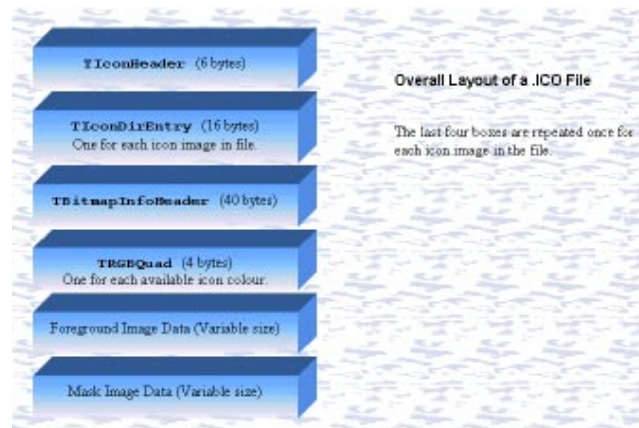 TIconHeader (6 bytes)
Overall Layout of a .ICO File
TIconDirEntry (16 bytes)
One for each icon image in file.
The last four boxes are repeated once for
each icon image in the file.
TBitmapInfoHeader (40 bytes)
TRGBQuad (4 bytes)
One for each available icon colour.
Foreground Image Data (Variable size)
Mask Image Data (Variable size)